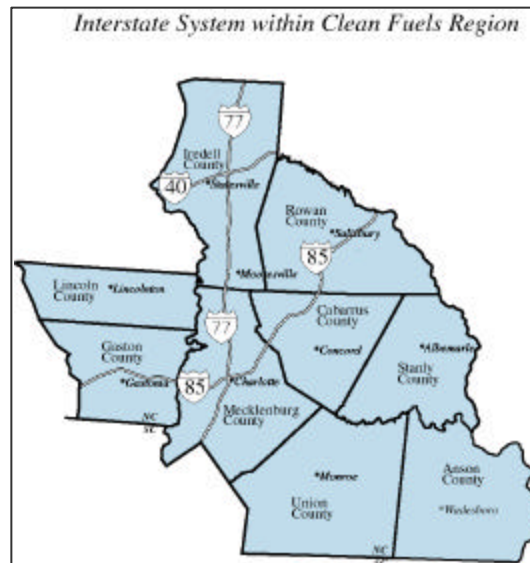 Interstate System within Clean Fuels Region
77
Iredell
County
40
*Statesville
Rowan
County
*Salisbury
85
*Mooresville
Lincoln
County
*Lincolnton
77
Cabarrus
County
*Concord
*Albemarle
Stanly
County
Gaston
County
*Gastonia
85
*Charlotte
Mecklenburg
County
NC
SC
Anson
County
*Monroe
Union
County
*Wadesboro
NC